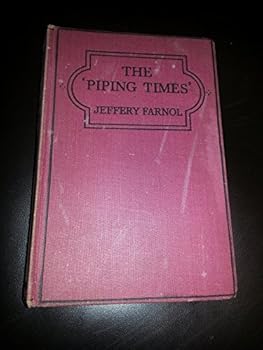 THE
'PIPING TIMES'
JEFFERY FARNOL